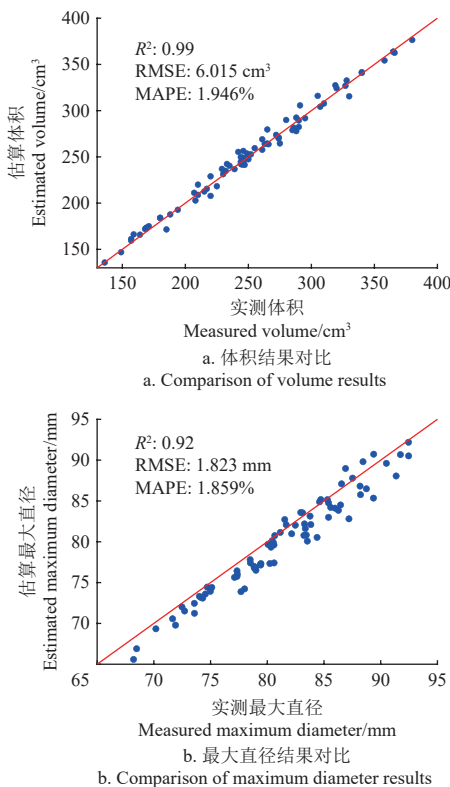 400
350
300
250
200
150
估算体积
Estimated volume/cm³
R²: 0.99
RMSE: 6.015 cm³
MAPE: 1.946%
150 200 250 300 350 400
实测体积
Measured volume/cm³
a. 体积结果对比
a. Comparison of volume results
95
90
85
80
75
70
估算最大直径
Estimated maximum diameter/mm
R²: 0.92
RMSE: 1.823 mm
MAPE: 1.859%
65 70 75 80 85 90 95
实测最大直径
Measured maximum diameter/mm
b. 最大直径结果对比
b. Comparison of maximum diameter results